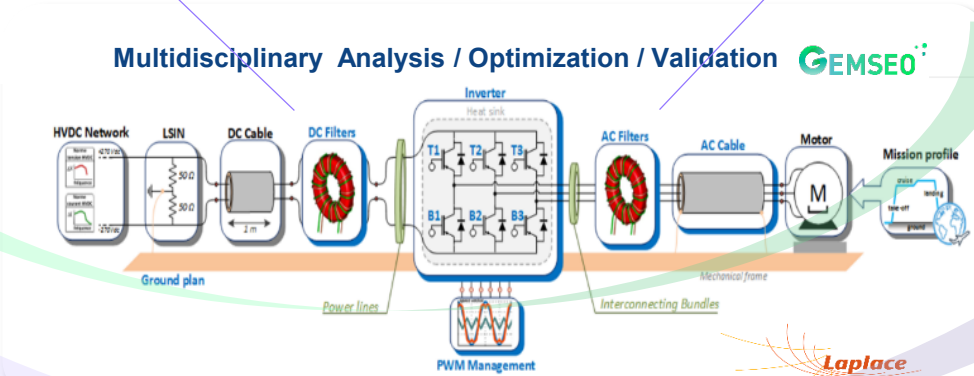 Multidisciplinary Analysis / Optimization / Validation
GEMSEO
Inverter
Heat sink
HVDC Network
LSIN
DC Cable
DC Filters
T1
T2
T3
AC Filters
AC Cable
Motor
Mission profile
50 Ω
50 Ω
1 m
B1
B2
B3
M
cruise
landing
take-off
ground
Ground plan
Power lines
Interconnecting Bundles
Mechanical frame
PWM Management
Laplace